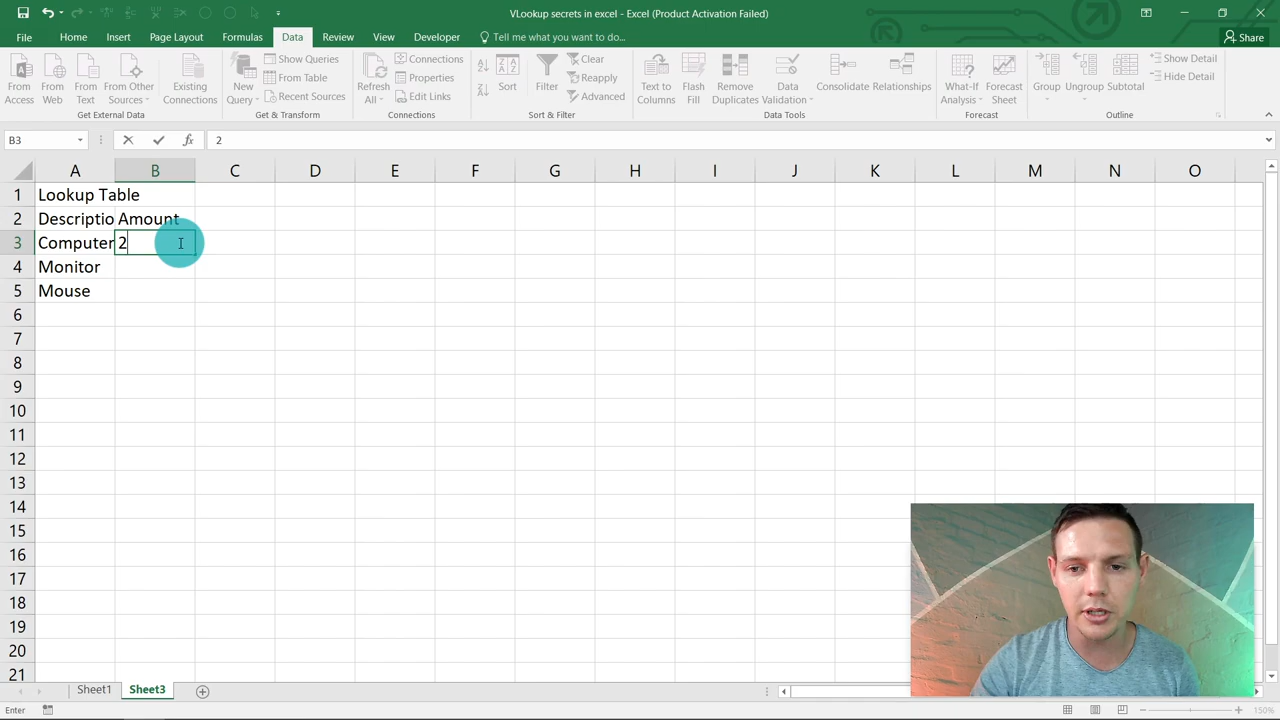 VLookup secrets in excel - Excel (Product Activation Failed)
File Home Insert Page Layout Formulas Data Review View Developer Tell me what you want to do... Share
From Access
From Web
From Text
From Other Sources
Existing Connections
Get External Data
New Query
Show Queries
From Table
Recent Sources
Get & Transform
Refresh All
Connections
Properties
Edit Links
Connections
Sort
Filter
Clear
Reapply
Advanced
Sort & Filter
Text to Columns
Flash Fill
Remove Duplicates
Data Validation
Consolidate
Relationships
Data Tools
What-If Analysis
Forecast Sheet
Forecast
Group
Ungroup
Subtotal
Show Detail
Hide Detail
Outline
B3 fx 2
A B C D E F G H I J K L M N O
1 Lookup Table
2 Descriptio Amount
3 Computer 2
4 Monitor
5 Mouse
6
7
8
9
10
11
12
13
14
15
16
17
18
19
20
21
Sheet1 Sheet3
Enter 150%